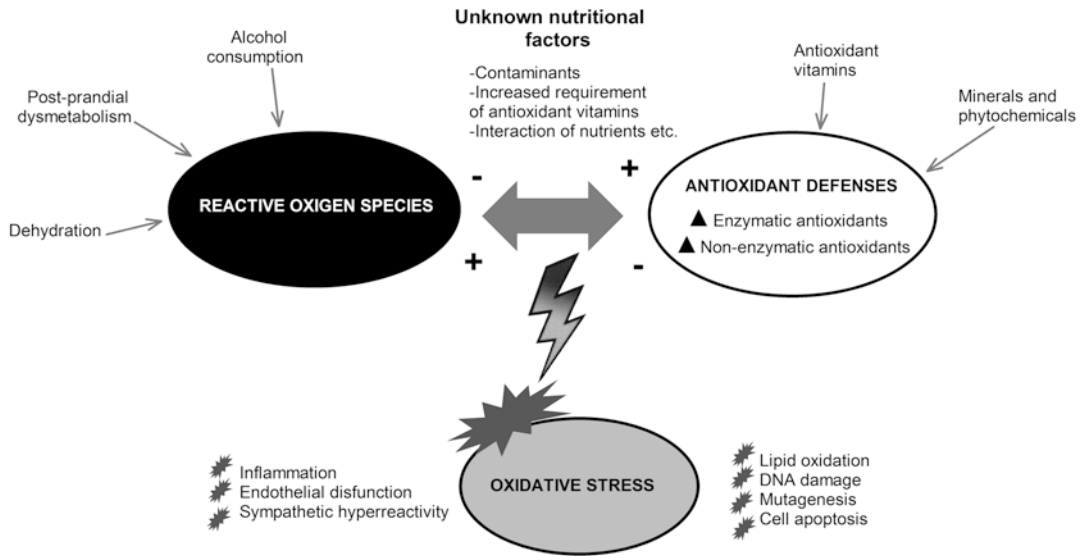 Unknown nutritional
factors
-Contaminants
-Increased requirement
of antioxidant vitamins
-Interaction of nutrients etc.
Alcohol
consumption
Post-prandial
dysmetabolism
Dehydration
REACTIVE OXIGEN SPECIES
-
+
+
-
Antioxidant
vitamins
Minerals and
phytochemicals
ANTIOXIDANT DEFENSES
▲ Enzymatic antioxidants
▲ Non-enzymatic antioxidants
OXIDATIVE STRESS
Inflammation
Endothelial disfunction
Sympathetic hyperreactivity
Lipid oxidation
DNA damage
Mutagenesis
Cell apoptosis